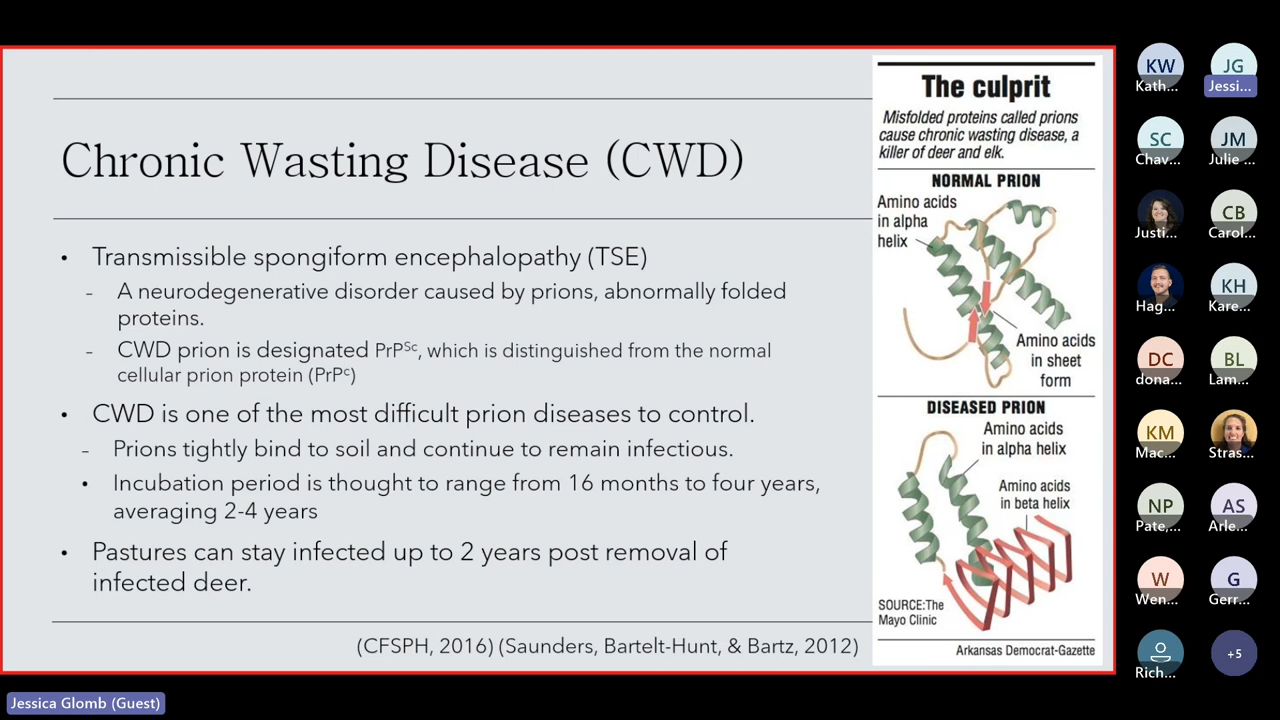 Chronic Wasting Disease (CWD)
• Transmissible spongiform encephalopathy (TSE)
- A neurodegenerative disorder caused by prions, abnormally folded
proteins.
- CWD prion is designated PrPSc, which is distinguished from the normal
cellular prion protein (PrPc)
• CWD is one of the most difficult prion diseases to control.
- Prions tightly bind to soil and continue to remain infectious.
• Incubation period is thought to range from 16 months to four years,
averaging 2-4 years
• Pastures can stay infected up to 2 years post removal of
infected deer.
(CFSPH, 2016) (Saunders, Bartelt-Hunt, & Bartz, 2012)
The culprit
Misfolded proteins called prions
cause chronic wasting disease, a
killer of deer and elk.
NORMAL PRION
Amino acids
in alpha
helix
Amino acids
in sheet
form
DISEASED PRION
Amino acids
in alpha helix
Amino acids
in beta helix
SOURCE:The
Mayo Clinic
Arkansas Democrat-Gazette
KW
Kath...
JG
Jessi...
SC
Chav...
JM
Julie ...
Justi...
CB
Carol...
Hag...
KH
Kare...
DC
dona...
BL
Lam...
KM
Mac...
Stras...
NP
Pate,...
AS
Arle...
W
Wen...
G
Gerr...
Rich...
+5
Jessica Glomb (Guest)